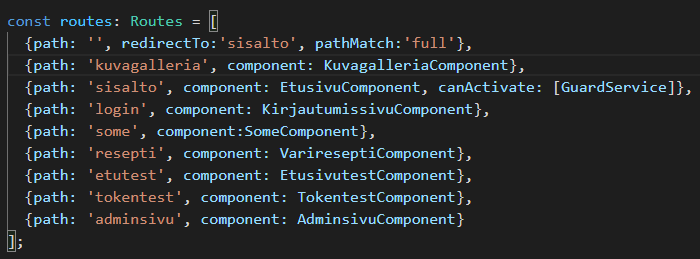 const routes: Routes = [
{path: '', redirectTo:'sisalto', pathMatch:'full'},
{path: 'kuvagalleria', component: KuvagalleriaComponent},
{path: 'sisalto', component: EtusivuComponent, canActivate: [GuardService]},
{path: 'login', component: KirjautumissivuComponent},
{path: 'some', component:SomeComponent},
{path: 'resepti', component: VarireseptiComponent},
{path: 'etutest', component: EtusivutestComponent},
{path: 'tokentest', component: TokentestComponent},
{path: 'adminsivu', component: AdminsivuComponent}
];